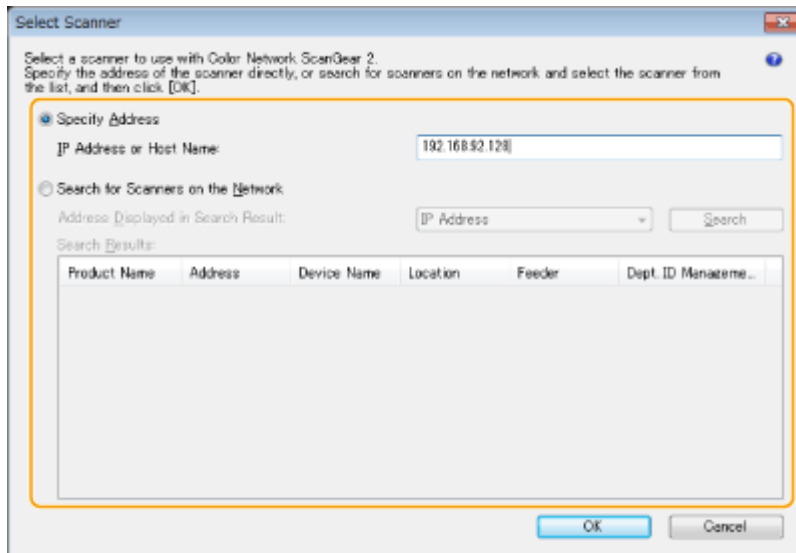 Select Scanner
Select a scanner to use with Color Network ScanGear 2.
Specify the address of the scanner directly, or search for scanners on the network and select the scanner from
the list, and then click [OK].
Specify Address
IP Address or Host Name: 192.168.92.128
Search for Scanners on the Network
Address Displayed in Search Result: IP Address Search
Search Results:
Product Name Address Device Name Location Feeder Dept. ID Manageme...
OK Cancel